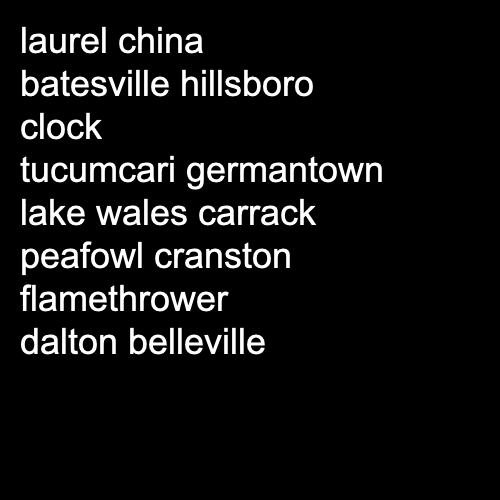 laurel china
batesville hillsboro
clock
tucumcari germantown
lake wales carrack
peafowl cranston
flamethrower
dalton belleville